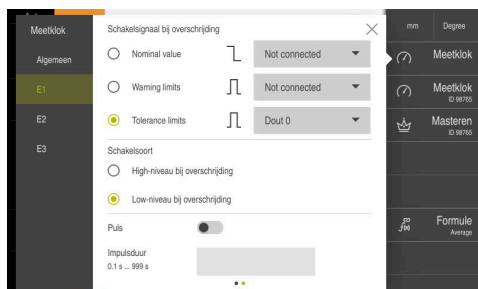 Meetklok
Algemeen
E1
E2
E3
Schakelsignaal bij overschrijding
Nominal value
Not connected
Warning limits
Not connected
Tolerance limits
Dout 0
Schakelsoort
High-niveau bij overschrijding
Low-niveau bij overschrijding
Puls
Impulsduur
0.1 s ... 999 s
mm
Degree
Meetklok
Meetklok
ID 98765
Masteren
ID 98765
f(x)
Formule
Average